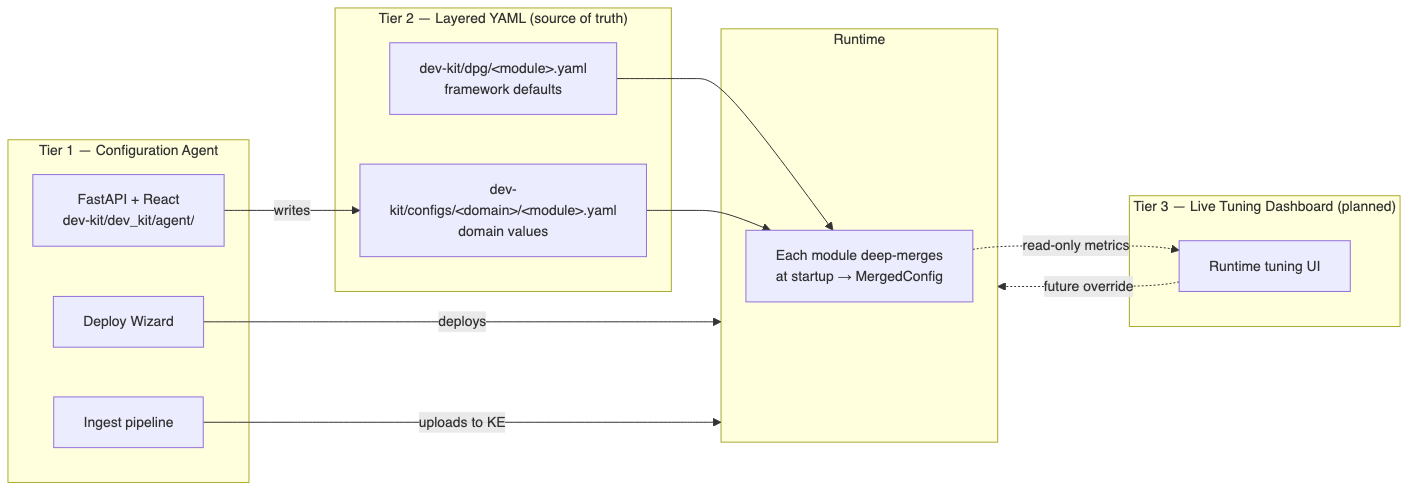 Tier 1 — Configuration Agent
FastAPI + React
dev-kit/dev_kit/agent/
Deploy Wizard
Ingest pipeline
writes
deploys
uploads to KE
Tier 2 — Layered YAML (source of truth)
dev-kit/dpg/<module>.yaml
framework defaults
dev-
kit/configs/<domain>/<module>.yaml
domain values
Runtime
Each module deep-merges
at startup → MergedConfig
read-only metrics
future override
Tier 3 — Live Tuning Dashboard (planned)
Runtime tuning UI